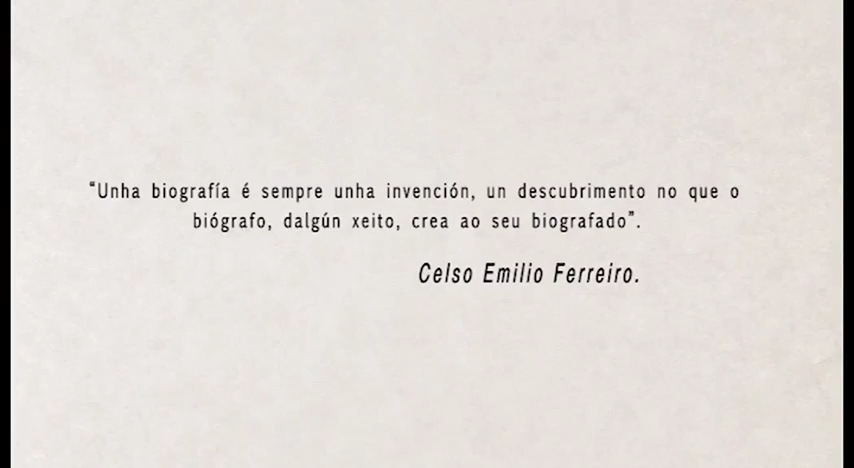 “Unha biografía é sempre unha invención, un descubrimento no que o
biógrafo, dalgún xeito, crea ao seu biografado”.
Celso Emilio Ferreiro.